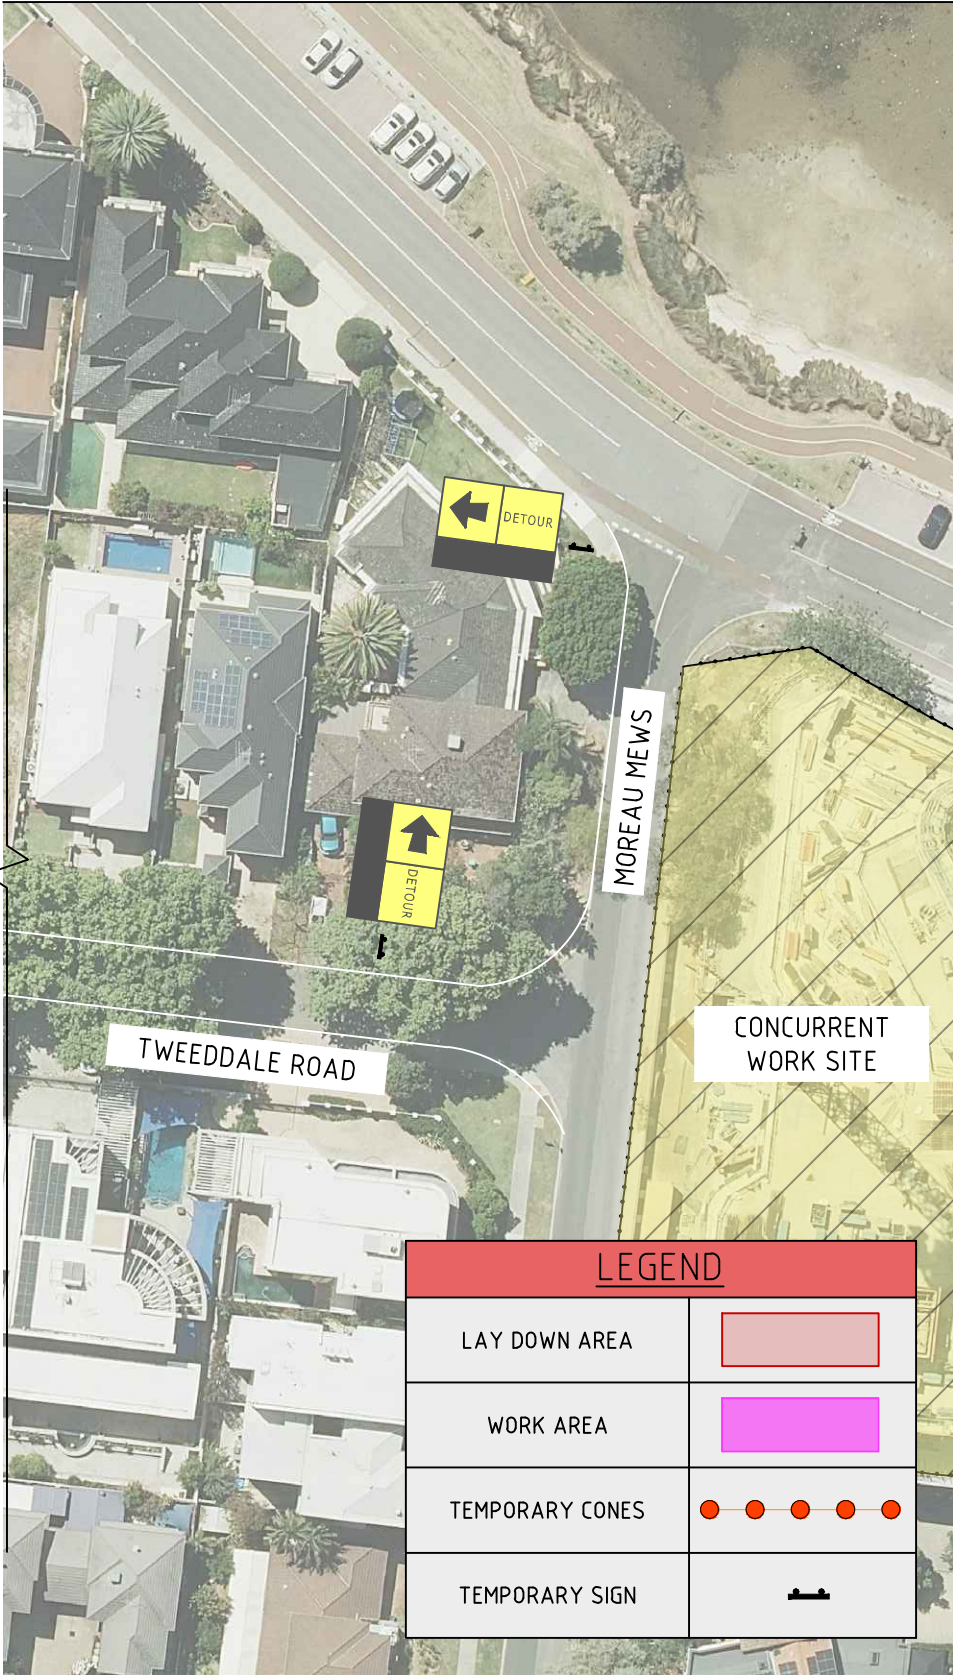 DETOUR
MOREAU MEWS
DETOUR
CONCURRENT
WORK SITE
TWEEDDALE ROAD
LEGEND
LAY DOWN AREA
WORK AREA
TEMPORARY CONES
TEMPORARY SIGN